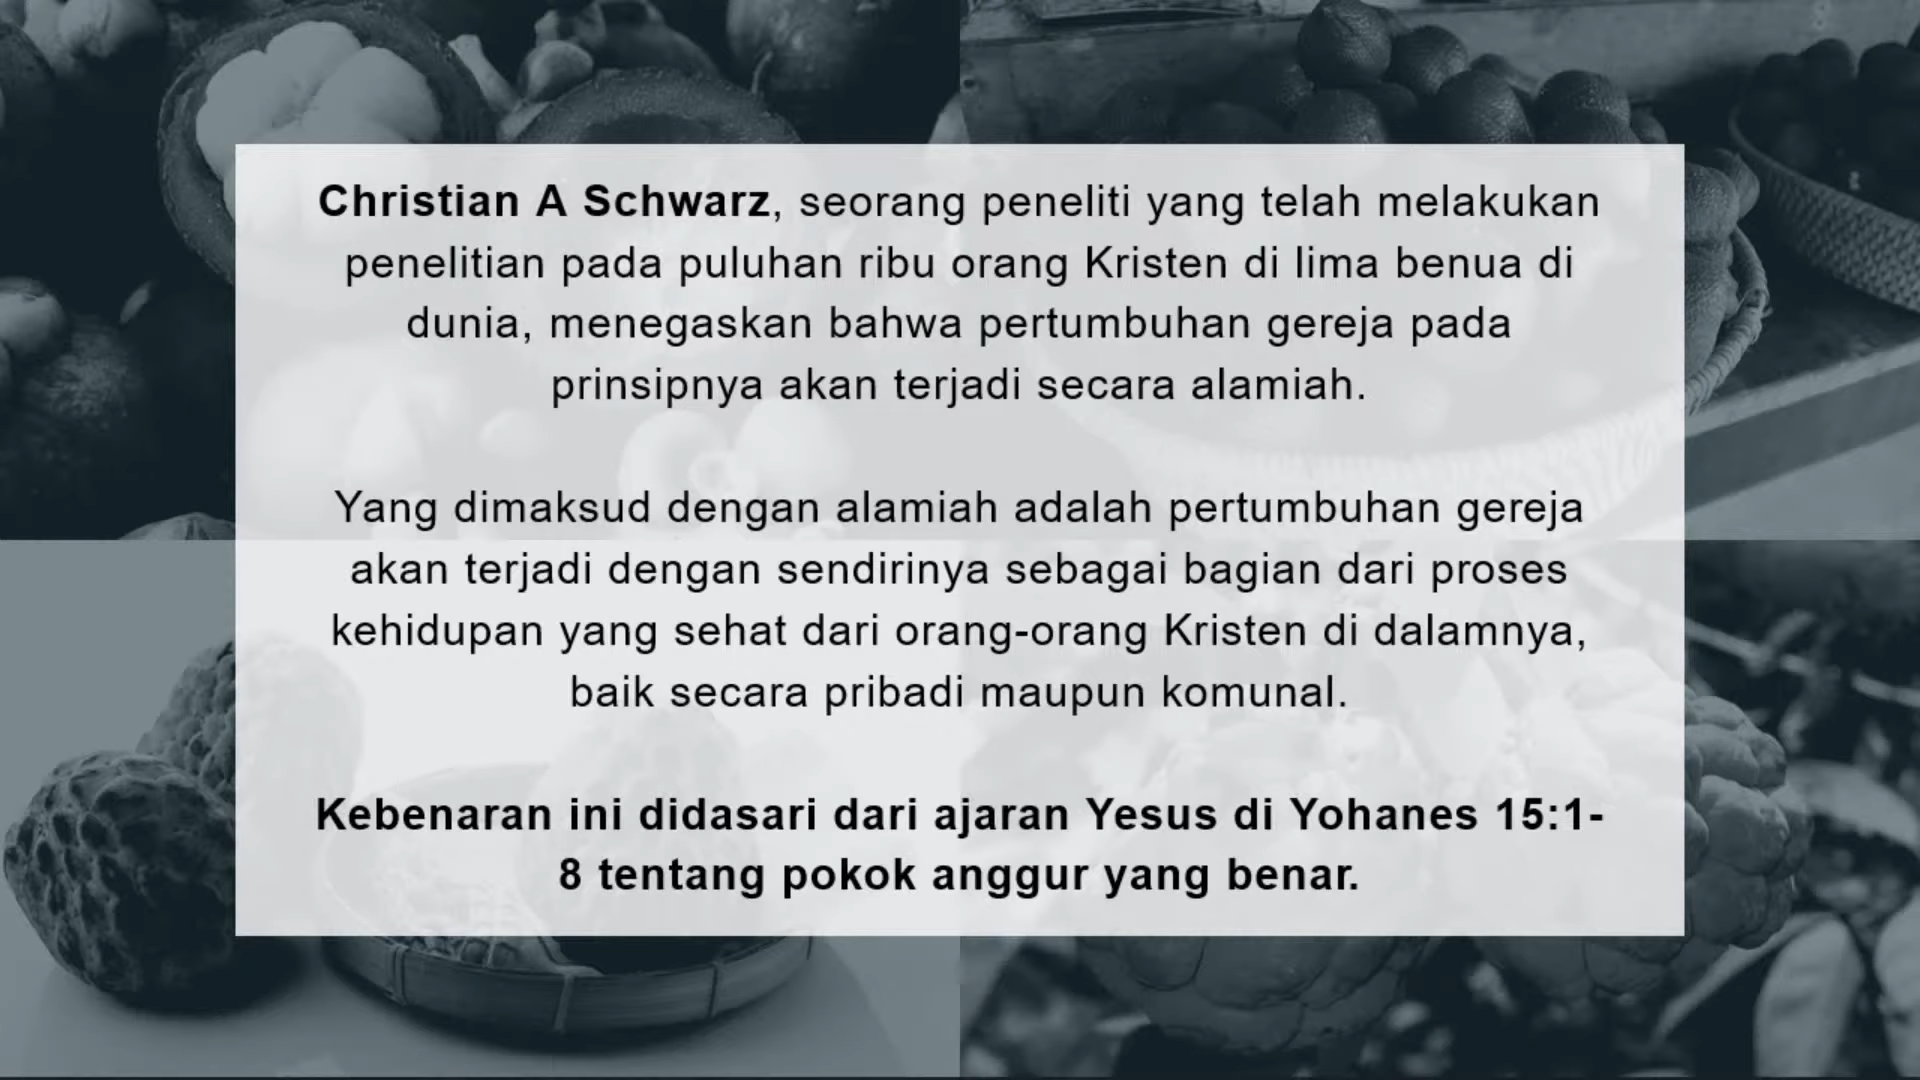 Christian A Schwarz, seorang peneliti yang telah melakukan
penelitian pada puluhan ribu orang Kristen di lima benua di
dunia, menegaskan bahwa pertumbuhan gereja pada
prinsipnya akan terjadi secara alamiah.
Yang dimaksud dengan alamiah adalah pertumbuhan gereja
akan terjadi dengan sendirinya sebagai bagian dari proses
kehidupan yang sehat dari orang-orang Kristen di dalamnya,
baik secara pribadi maupun komunal.
Kebenaran ini didasari dari ajaran Yesus di Yohanes 15:1-
8 tentang pokok anggur yang benar.